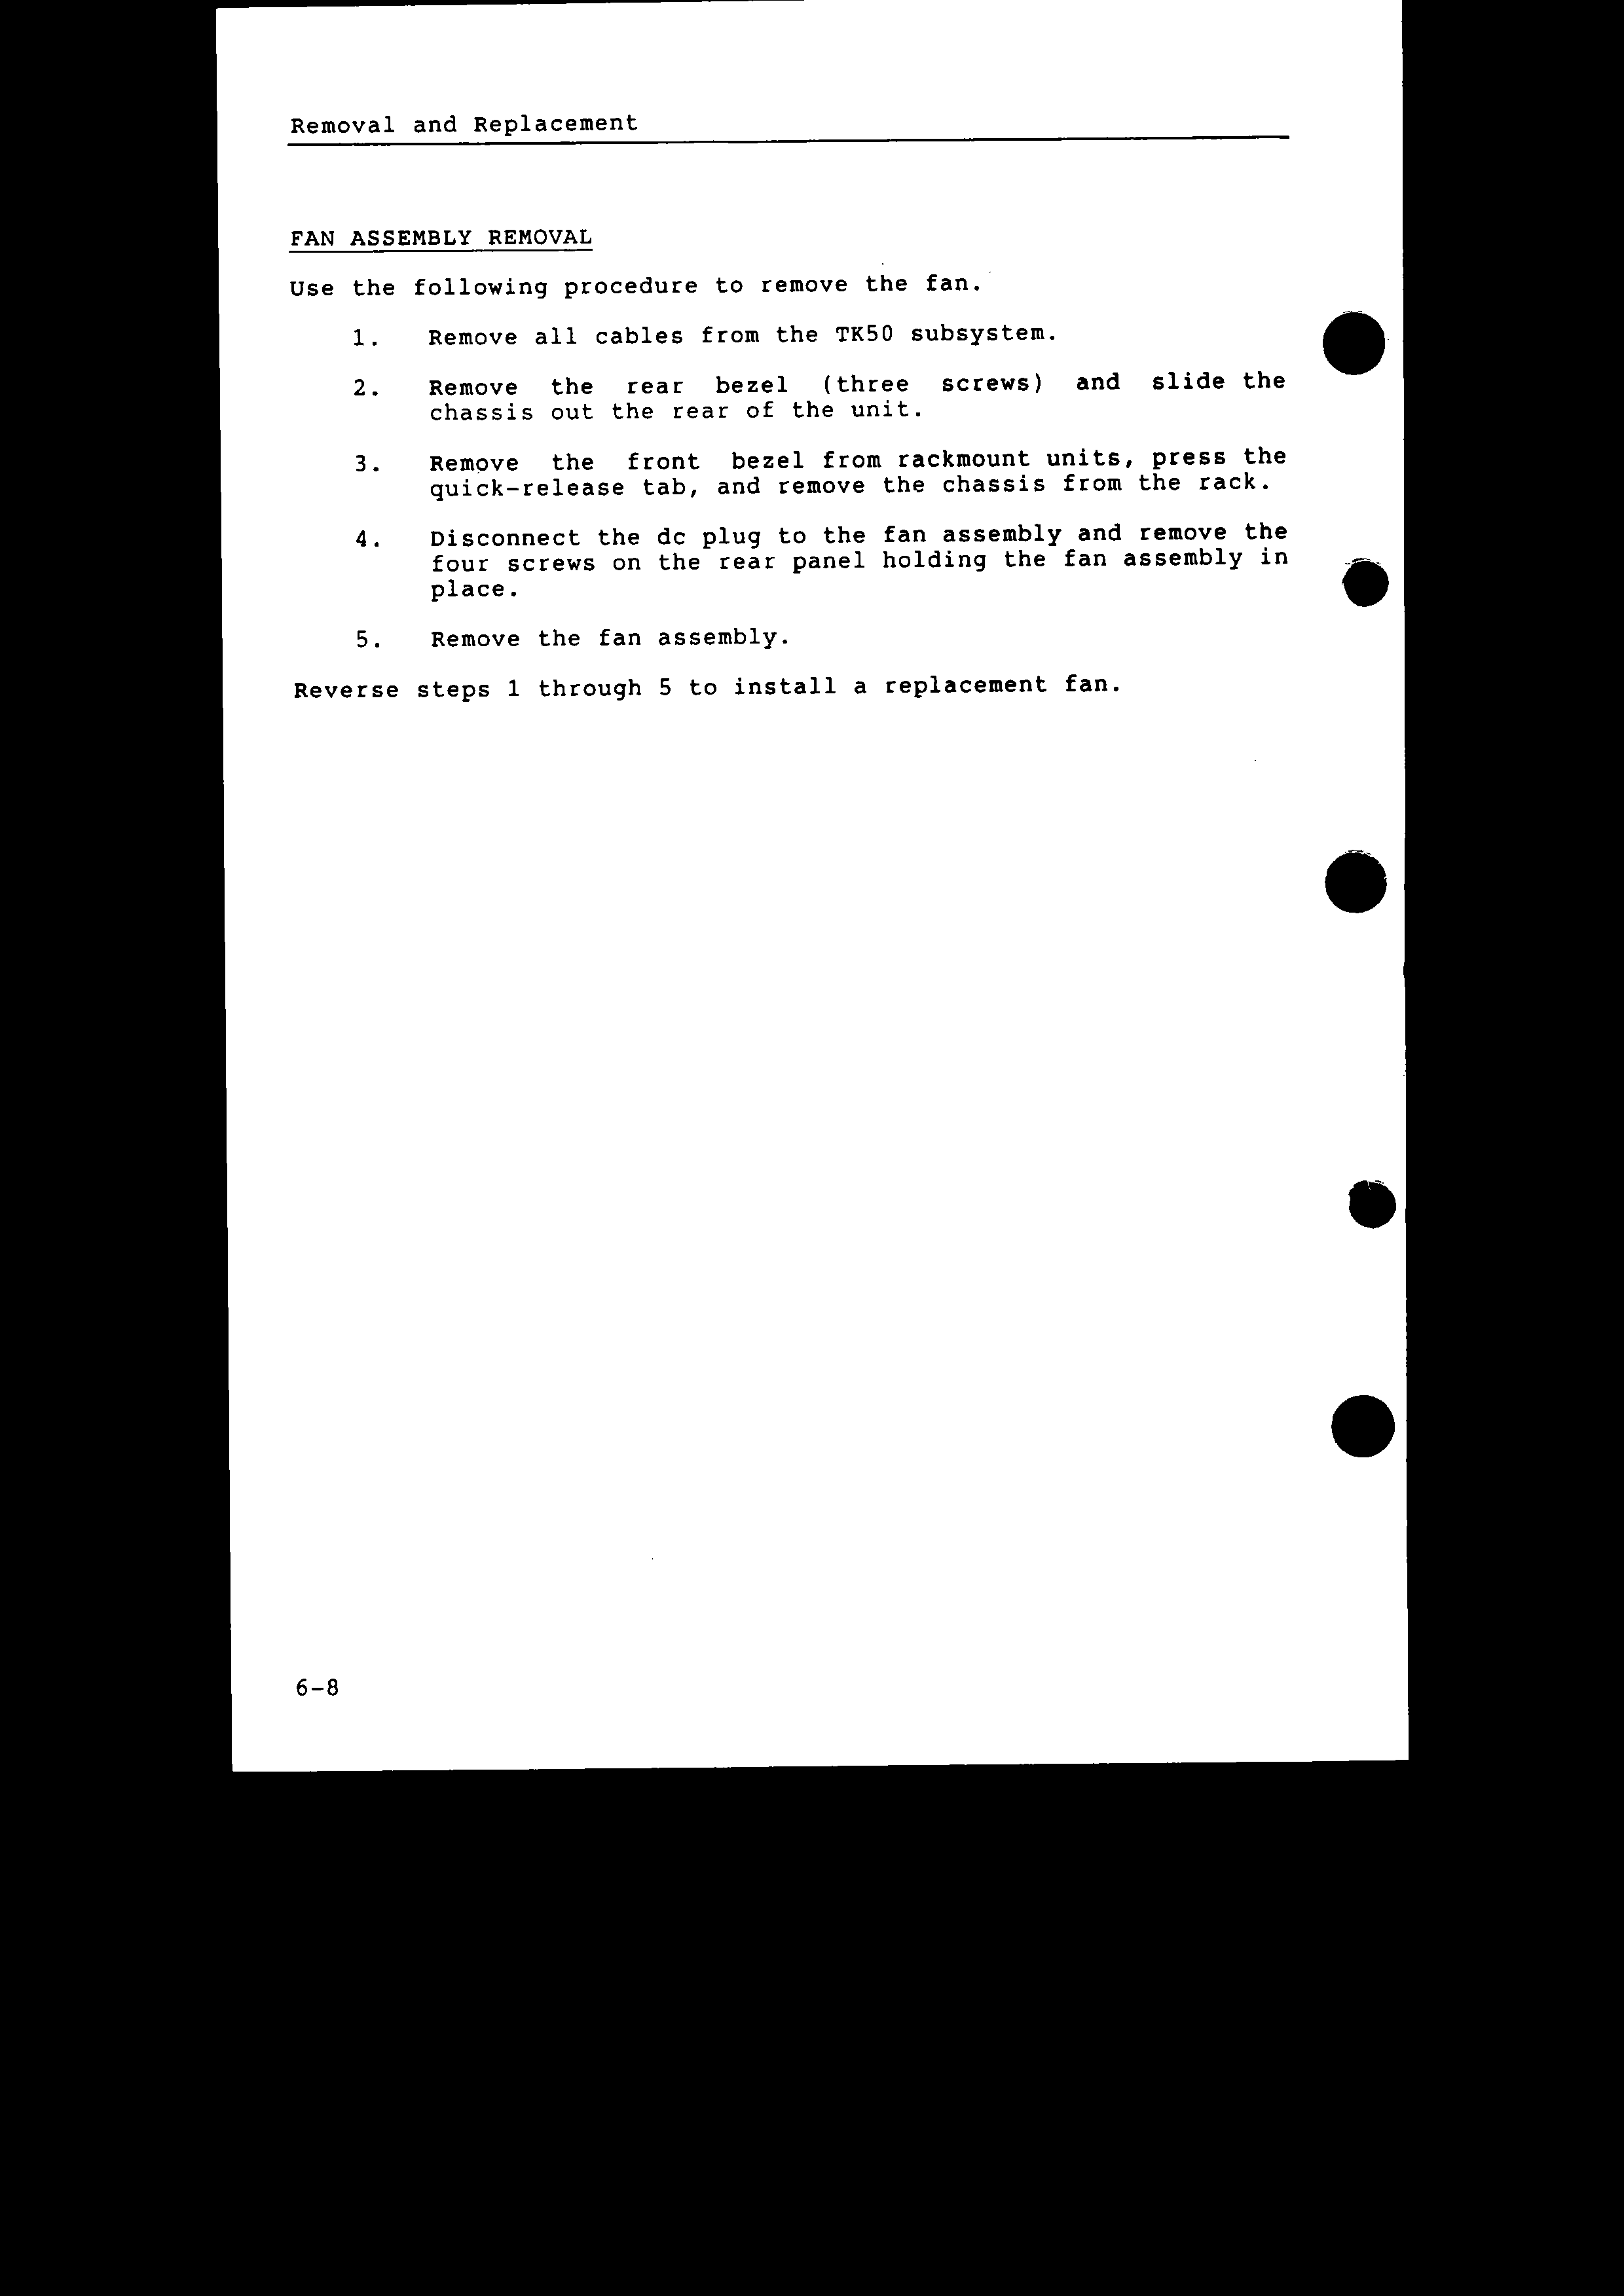 Removal and Replacement
FAN ASSEMBLY REMOVAL
Use the following procedure to remove the fan.
1. Remove all cables from the TK50 subsystem.
2. Remove the rear bezel (three screws) and slide the
chassis out the rear of the unit.
3. Remove the front bezel from rackmount units, press the
quick-release tab, and remove the chassis from the rack.
4. Disconnect the dc plug to the fan assembly and remove the
four screws on the rear panel holding the fan assembly in
place.
5. Remove the fan assembly.
Reverse steps 1 through 5 to install a replacement fan.
6-8